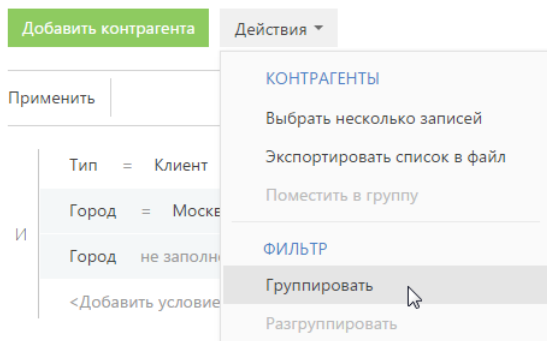 Добавить контрагента
Действия
КОНТРАГЕНТЫ
Применить
Выбрать несколько записей
Экспортировать список в файл
Тип = Клиент
Поместить в группу
Город =
И
ФИЛЬТР
Город не
Группировать
<Добавить условие
Разгруппировать